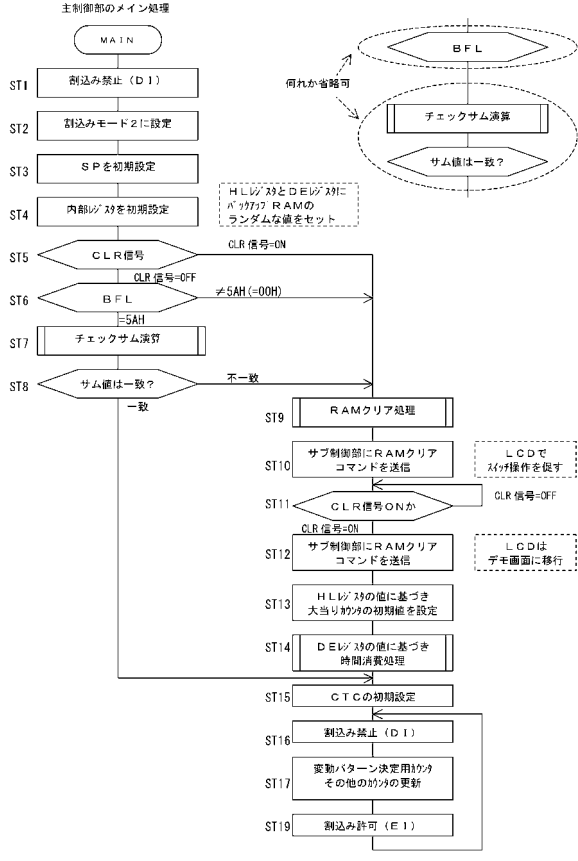 主制御部のメイン処理
MAIN
ST1
割込み禁止（DI）
ST2
割込みモード2に設定
ST3
SPを初期設定
ST4
内部ﾚｼﾞｽﾀを初期設定
HLﾚｼﾞｽﾀとDEﾚｼﾞｽﾀに
ﾊﾞｯｸｱｯﾌﾟRAMの
ランダムな値をセット
ST5
CLR信号
CLR信号=ON
CLR信号=OFF
ST6
BFL
≠5AH(=00H)
=5AH
ST7
チェックサム演算
ST8
サム値は一致？
不一致
一致
BFL
何れか省略可
チェックサム演算
サム値は一致？
ST9
RAMクリア処理
ST10
サブ制御部にRAMクリア
コマンドを送信
LCDで
ｽｲｯﾁ操作を促す
ST11
CLR信号ONか
CLR信号=OFF
CLR信号=ON
ST12
サブ制御部にRAMクリア
コマンドを送信
LCDは
デモ画面に移行
ST13
HLﾚｼﾞｽﾀの値に基づき
大当りｶｳﾝﾀの初期値を設定
ST14
DEﾚｼﾞｽﾀの値に基づき
時間消費処理
ST15
CTCの初期設定
ST16
割込み禁止（DI）
ST17
変動パターン決定用ｶｳﾝﾀ
その他のｶｳﾝﾀの更新
ST19
割込み許可（EI）